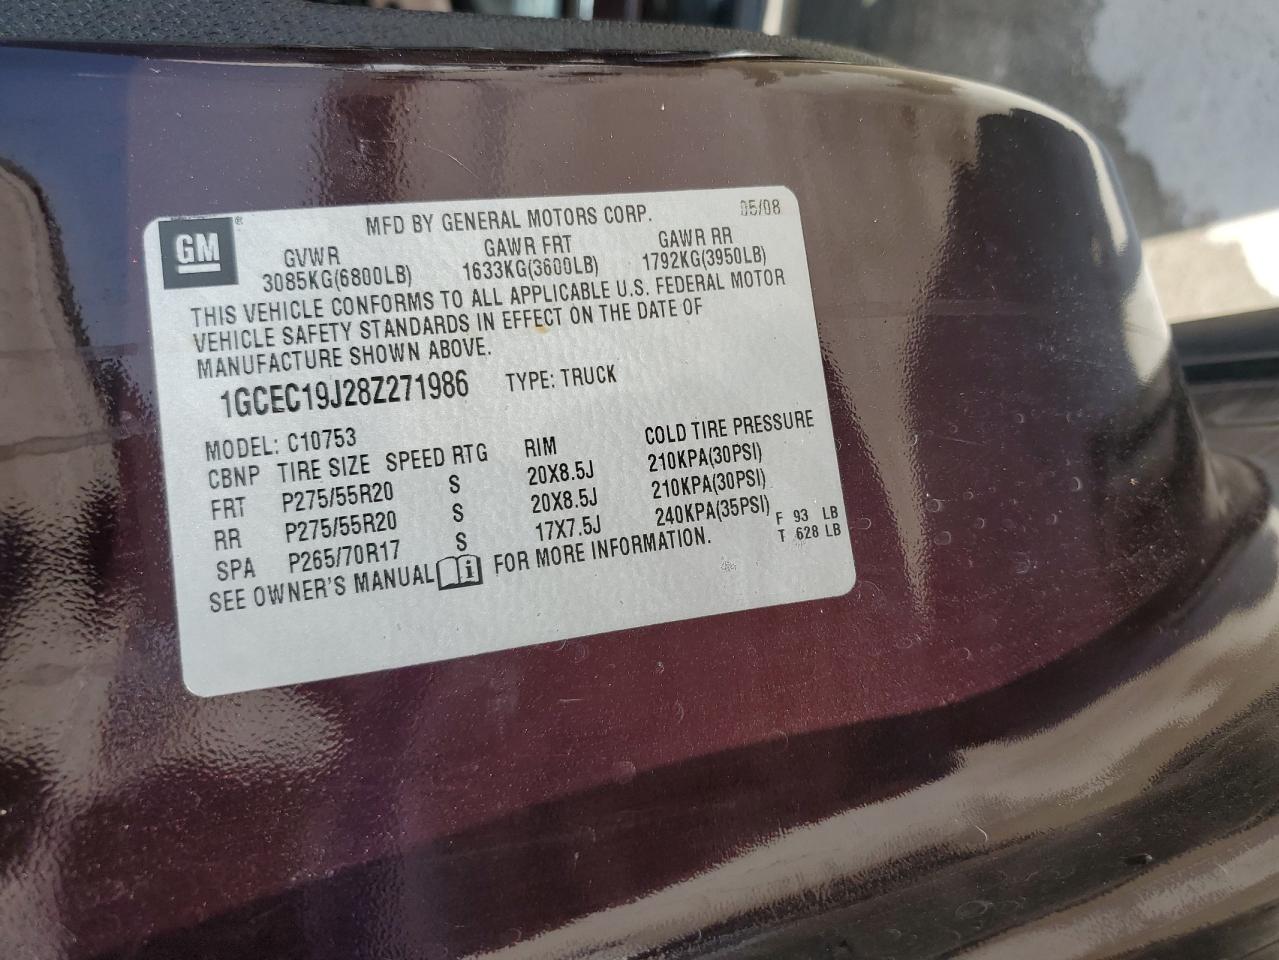 GM®
MFD BY GENERAL MOTORS CORP. 05/08
GVWR GAWR FRT GAWR RR
3085KG(6800LB) 1633KG(3600LB) 1792KG(3950LB)
THIS VEHICLE CONFORMS TO ALL APPLICABLE U.S. FEDERAL MOTOR
VEHICLE SAFETY STANDARDS IN EFFECT ON THE DATE OF
MANUFACTURE SHOWN ABOVE.
1GCEC19J28Z271986 TYPE: TRUCK
MODEL: C10753
CBNP TIRE SIZE SPEED RTG RIM COLD TIRE PRESSURE
FRT P275/55R20 S 20X8.5J 210KPA(30PSI)
RR P275/55R20 S 20X8.5J 210KPA(30PSI)
SPA P265/70R17 S 17X7.5J 240KPA(35PSI) F 93 LB
SEE OWNER'S MANUAL i FOR MORE INFORMATION. T 628 LB